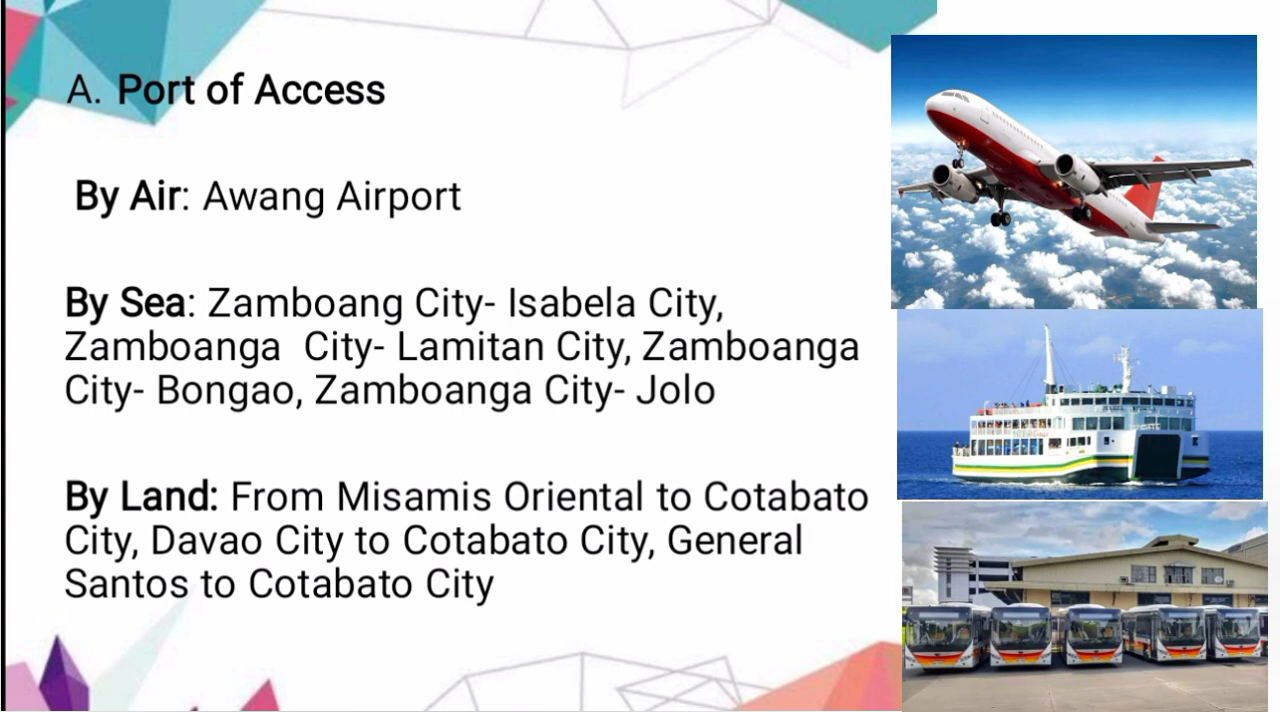 A. Port of Access
By Air: Awang Airport
By Sea: Zamboang City- Isabela City,
Zamboanga  City- Lamitan City, Zamboanga
City- Bongao, Zamboanga City- Jolo
By Land: From Misamis Oriental to Cotabato
City, Davao City to Cotabato City, General
Santos to Cotabato City